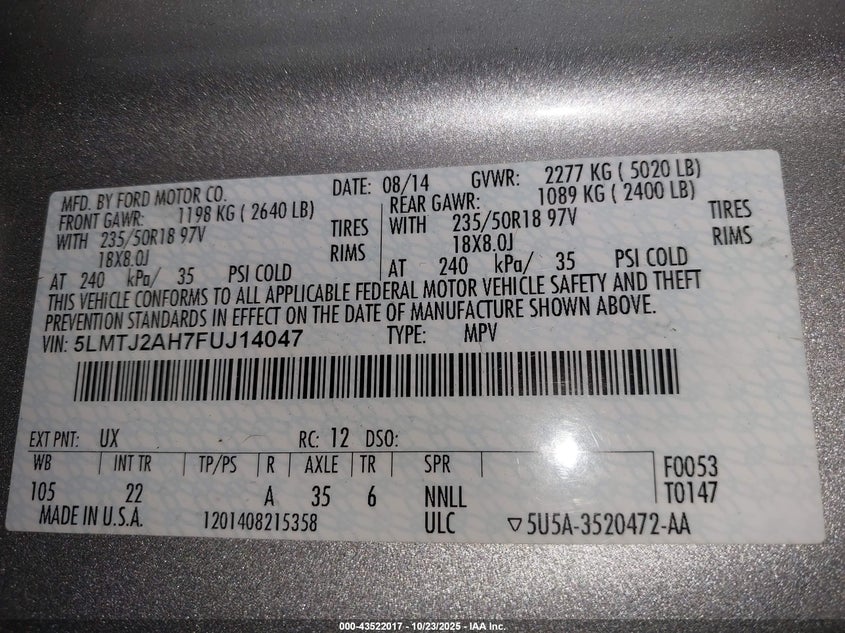 MFD. BY FORD MOTOR CO. DATE: 08/14 GVWR: 2277 KG ( 5020 LB)
FRONT GAWR: 1198 KG ( 2640 LB) REAR GAWR: 1089 KG ( 2400 LB)
WITH 235/50R18 97V TIRES WITH 235/50R18 97V TIRES
18X8.0J RIMS 18X8.0J RIMS
AT 240 kPa/ 35 PSI COLD AT 240 kPa/ 35 PSI COLD
THIS VEHICLE CONFORMS TO ALL APPLICABLE FEDERAL MOTOR VEHICLE SAFETY AND THEFT
PREVENTION STANDARDS IN EFFECT ON THE DATE OF MANUFACTURE SHOWN ABOVE.
VIN: 5LMTJ2AH7FUJ14047 TYPE: MPV
EXT PNT: UX RC: 12 DSO:
WB INT TR TP/PS R AXLE TR SPR F0053
105 22 A 35 6 NNLL T0147
MADE IN U.S.A. 1201408215358 ULC ▽5U5A-3520472-AA
000-43522017 - 10/23/2025 - IAA Inc.